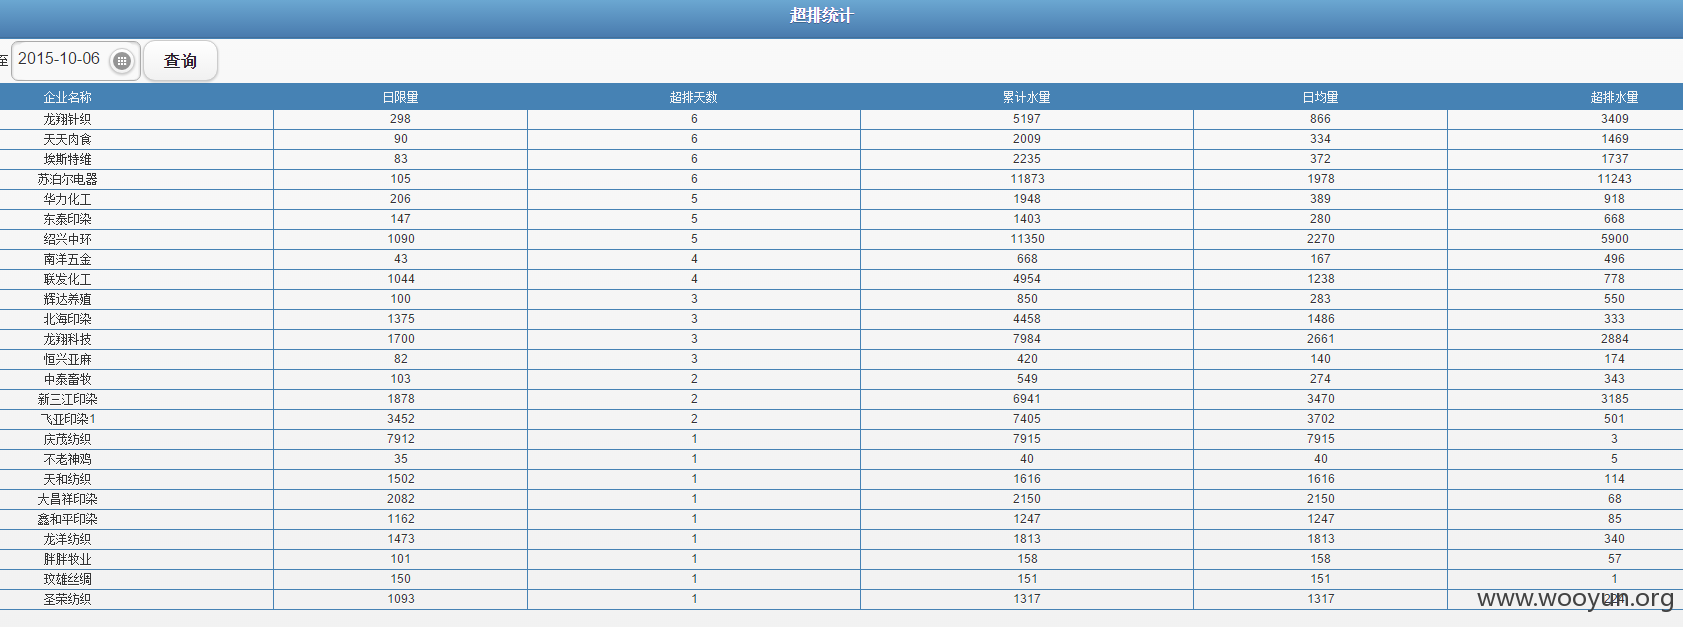 超排统计
至 2015-10-06 查询
企业名称 日限量 超排天数 累计水量 日均量 超排水量
龙翔针织 298 6 5197 866 3409
天天肉食 90 6 2009 334 1469
埃斯特维 83 6 2235 372 1737
苏泊尔电器 105 6 11873 1978 11243
华力化工 206 5 1948 389 918
东泰印染 147 5 1403 280 668
绍兴中环 1090 5 11350 2270 5900
南洋五金 43 4 668 167 496
联发化工 1044 4 4954 1238 778
辉达养殖 100 3 850 283 550
北海印染 1375 3 4458 1486 333
龙翔科技 1700 3 7984 2661 2884
恒兴亚麻 82 3 420 140 174
中泰畜牧 103 2 549 274 343
新三江印染 1878 2 6941 3470 3185
飞亚印染1 3452 2 7405 3702 501
庆茂纺织 7912 1 7915 7915 3
不老神鸡 35 1 40 40 5
天和纺织 1502 1 1616 1616 114
大昌祥印染 2082 1 2150 2150 68
鑫和平印染 1162 1 1247 1247 85
龙洋纺织 1473 1 1813 1813 340
胖胖牧业 101 1 158 158 57
玟雄丝绸 150 1 151 151 1
圣荣纺织 1093 1 1317 1317 224
www.wooyun.org